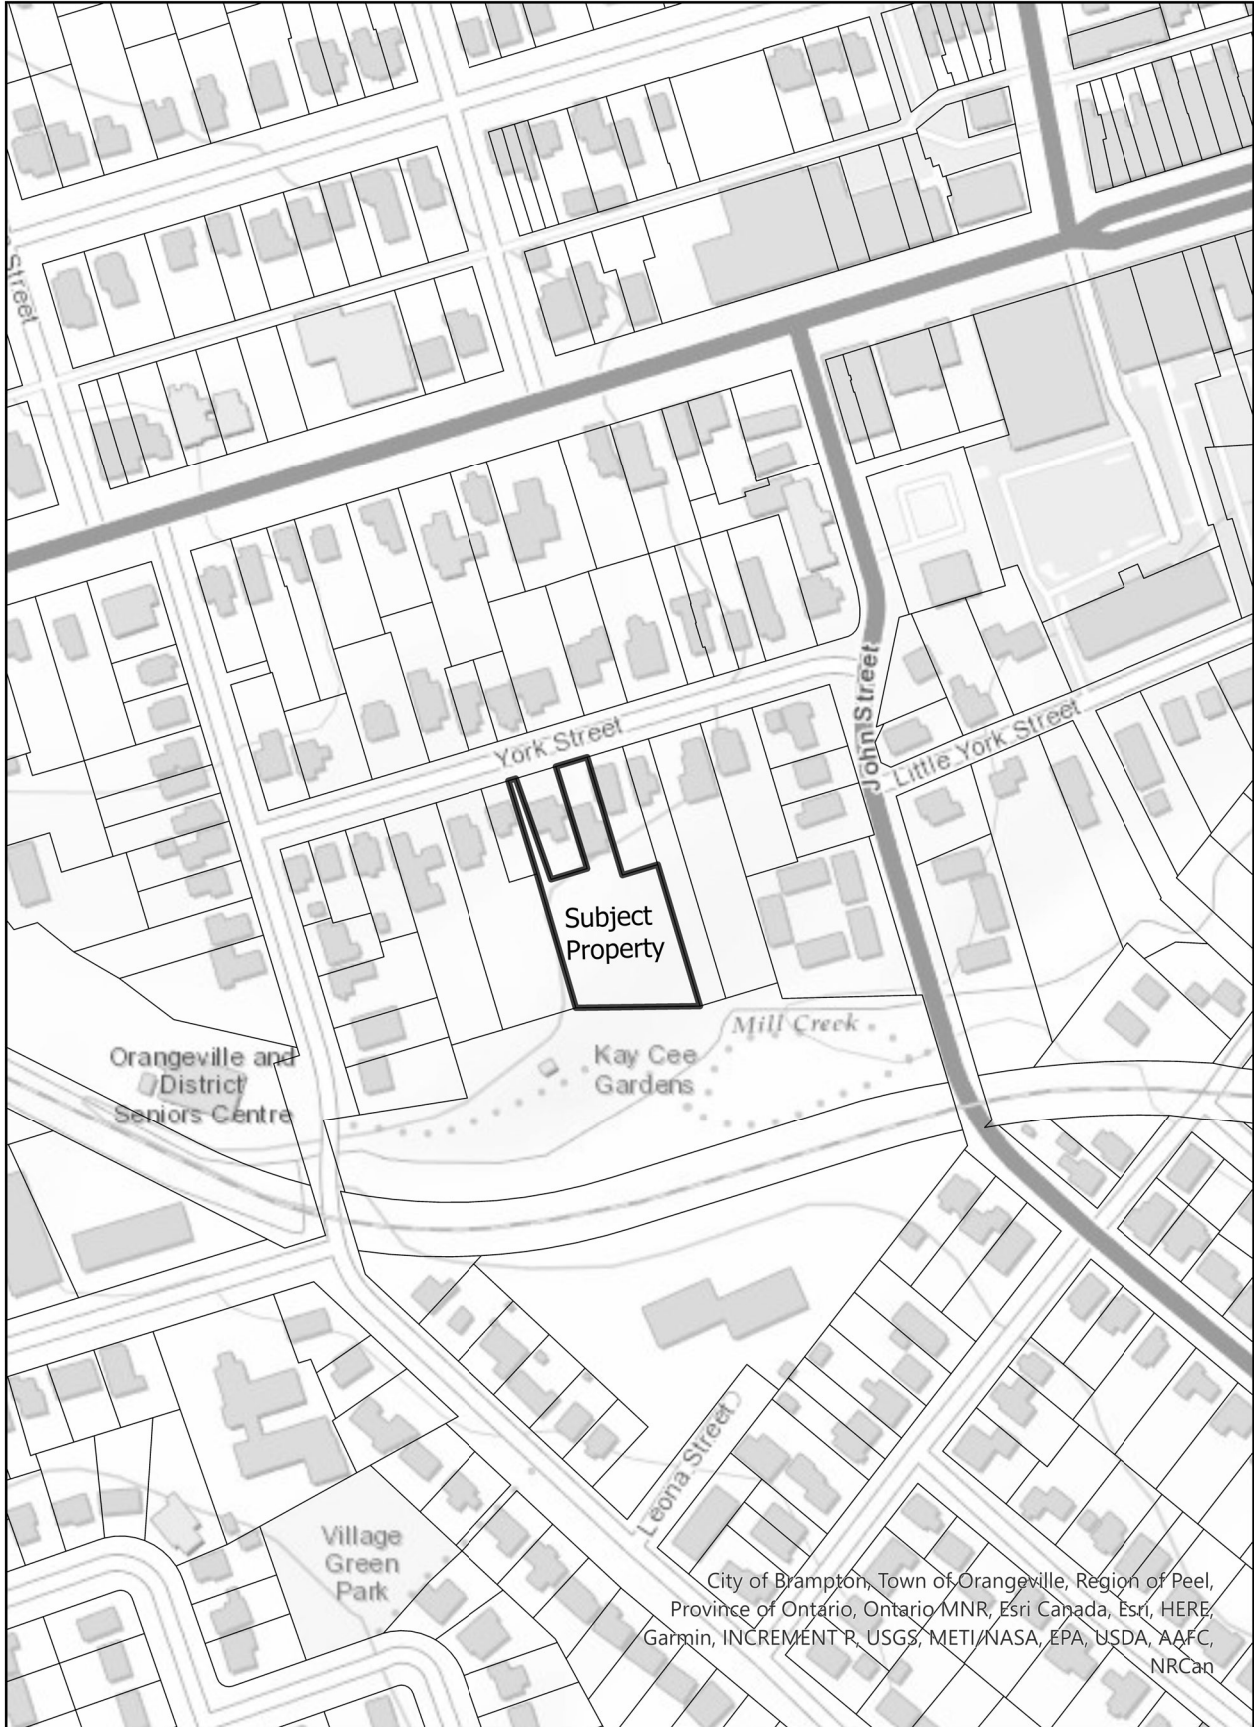 Street
York Street
John Street
Little York Street
Subject
Property
Mill Creek
Orangeville and
District
Seniors Centre
Kay Cee
Gardens
Leona Street
Village
Green
Park
City of Brampton, Town of Orangeville, Region of Peel,
Province of Ontario, Ontario MNR, Esri Canada, Esri, HERE,
Garmin, INCREMENT P, USGS, METI/NASA, EPA, USDA, AAFC,
NRCan